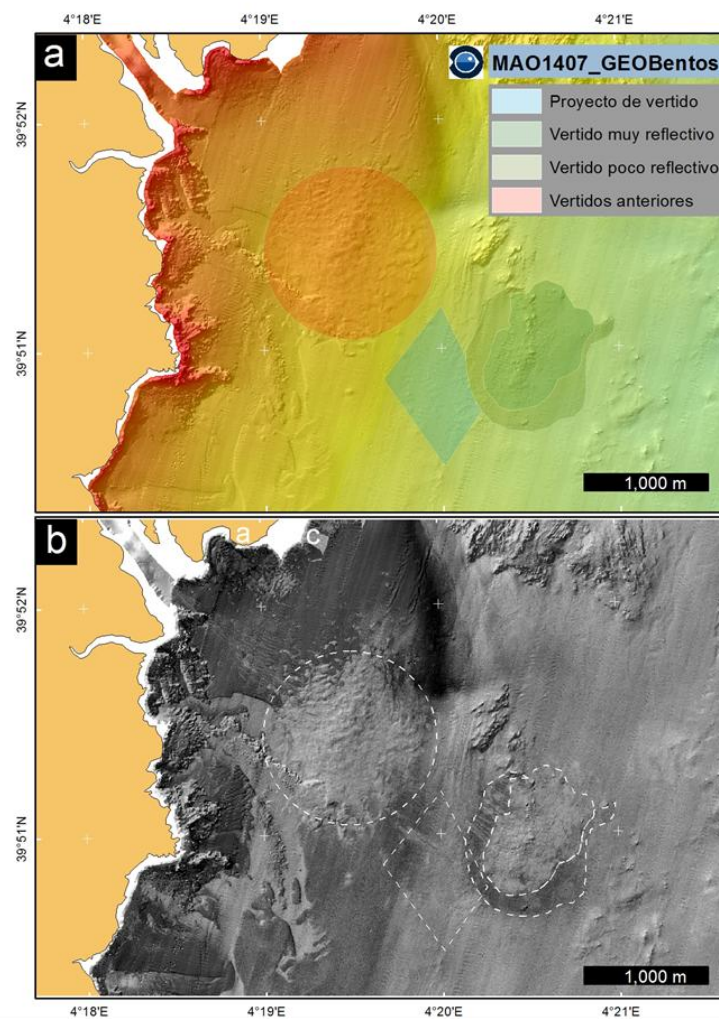 4°18'E 4°19'E 4°20'E 4°21'E
a
MAO1407_GEOBentos
Proyecto de vertido
Vertido muy reflectivo
Vertido poco reflectivo
Vertidos anteriores
39°52'N
39°51'N
1,000 m
b
a c
39°52'N
39°51'N
1,000 m
4°18'E 4°19'E 4°20'E 4°21'E